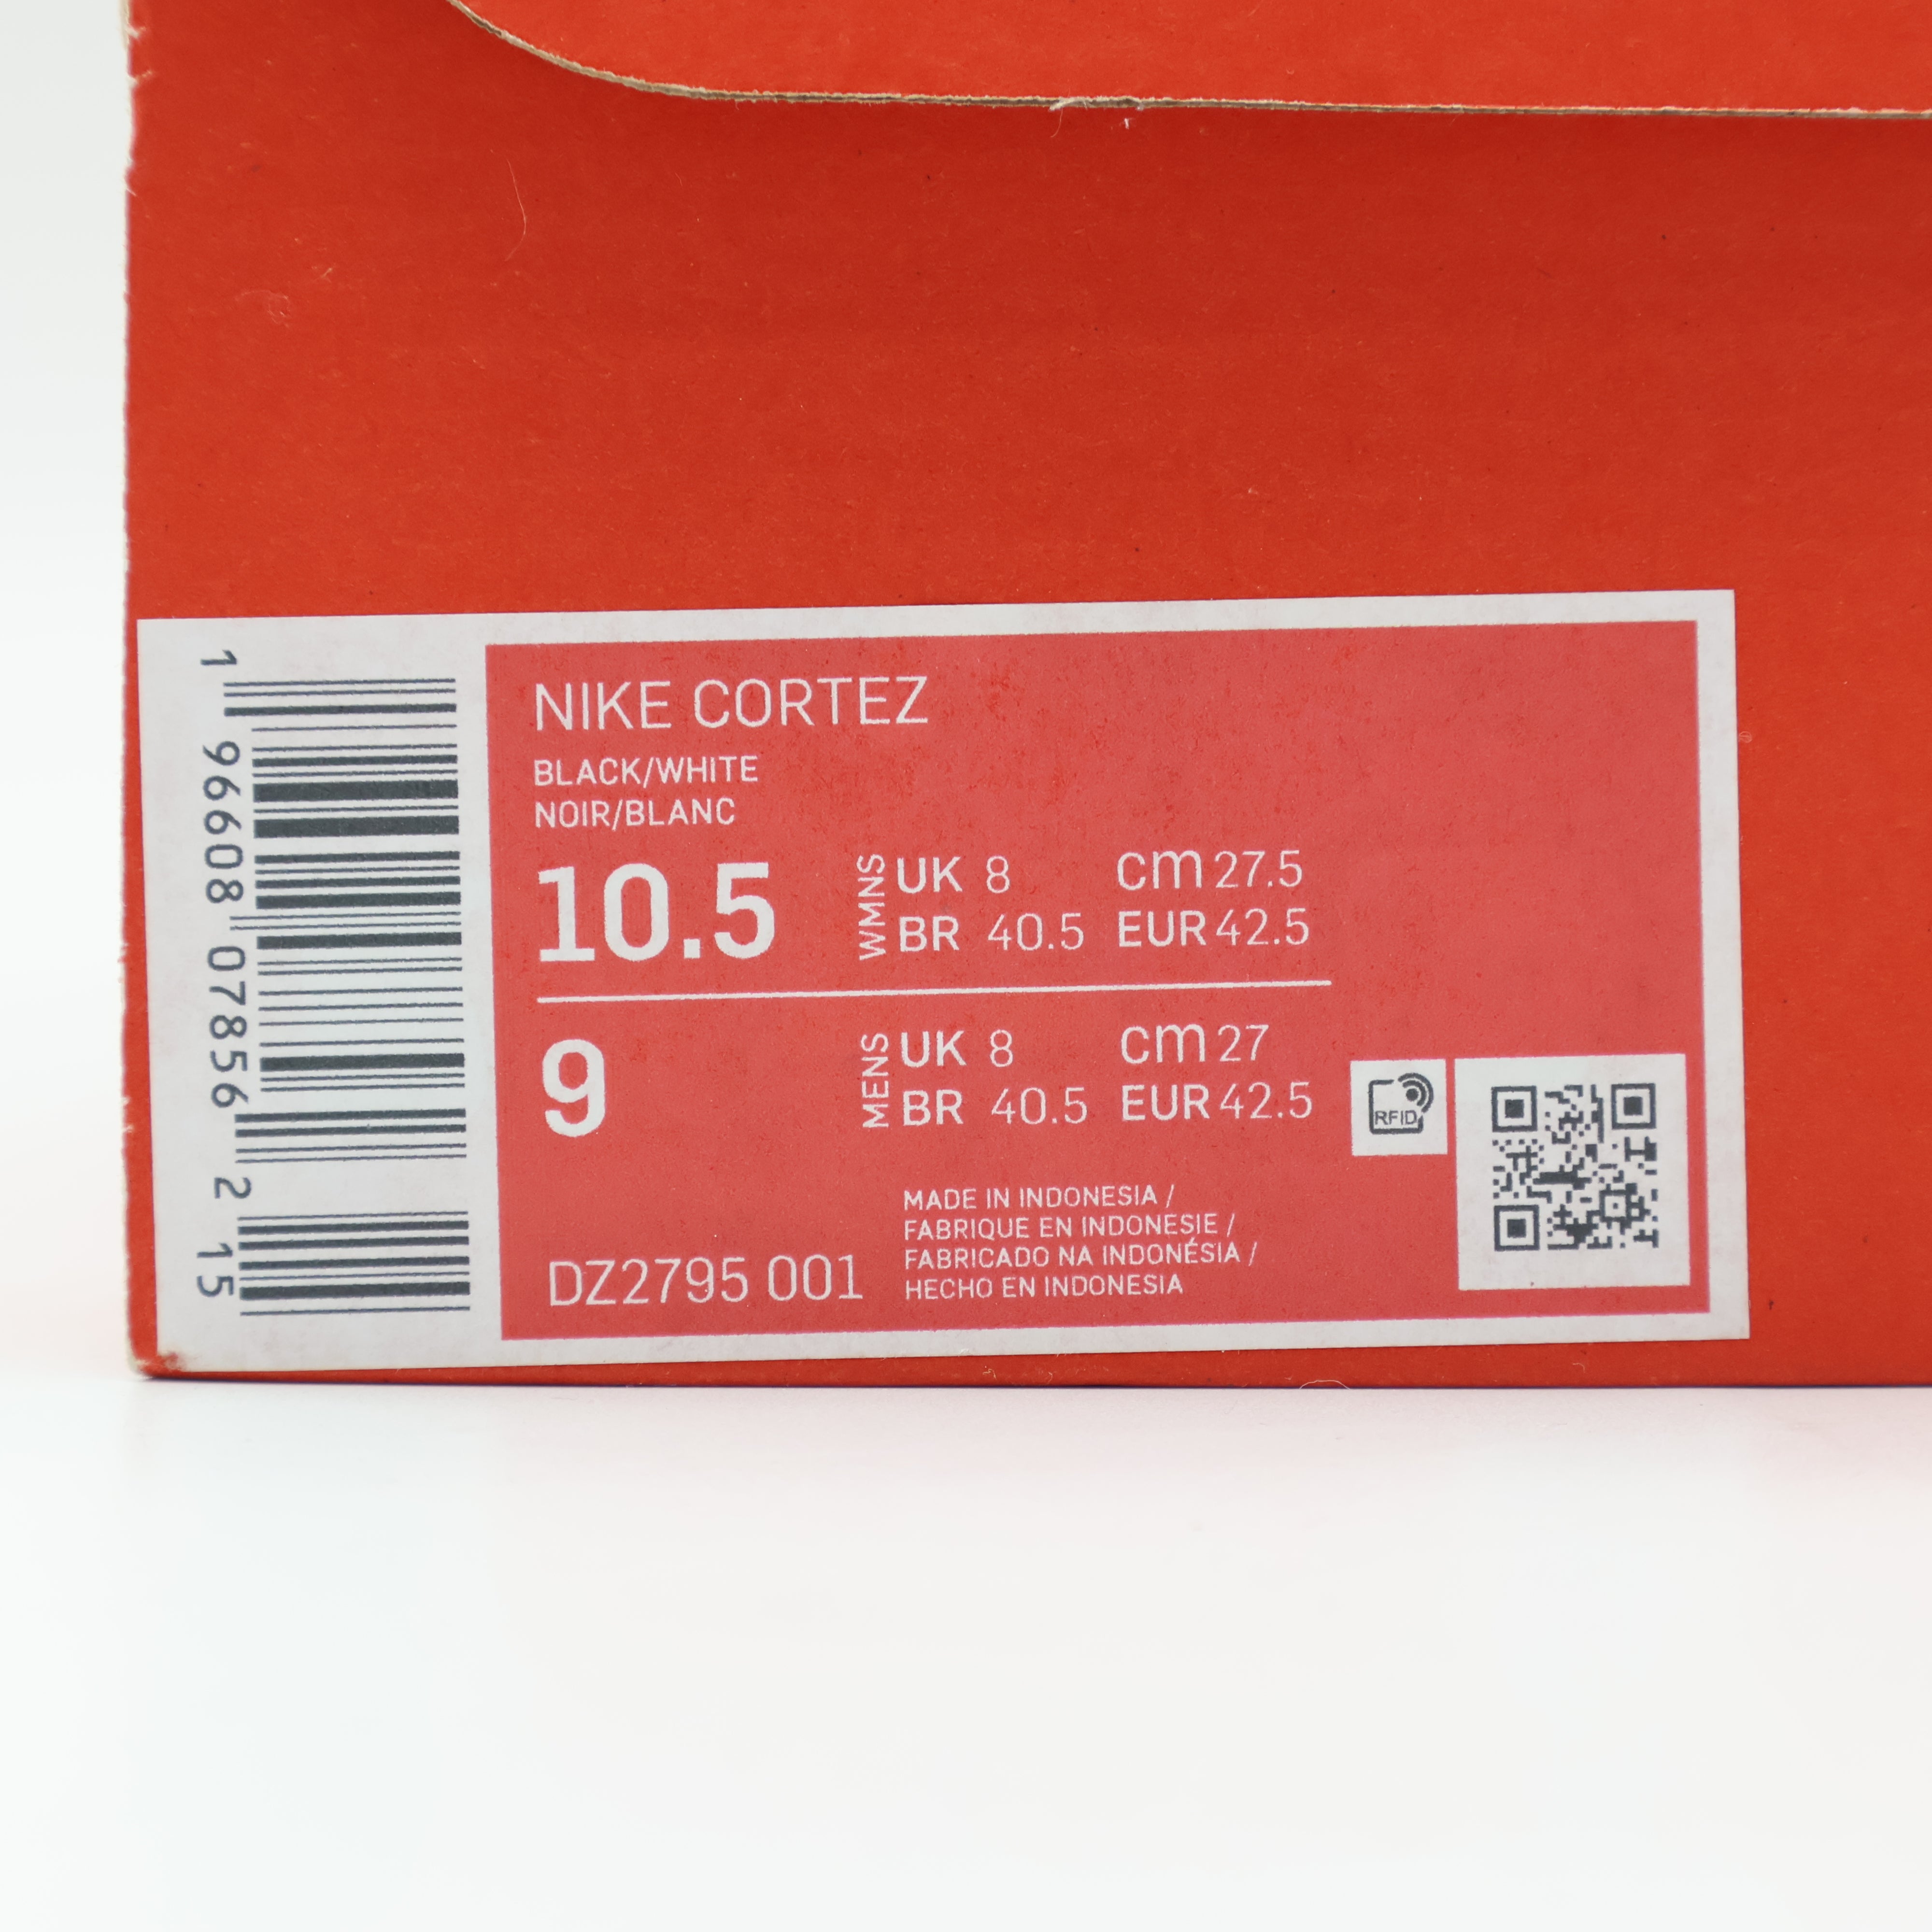 1 96608 07856 2 15
NIKE CORTEZ
BLACK/WHITE
NOIR/BLANC
10.5 WMNS UK 8 cm 27.5
BR 40.5 EUR 42.5
9 MENS UK 8 cm 27
BR 40.5 EUR 42.5
RFID
MADE IN INDONESIA /
FABRIQUE EN INDONESIE /
FABRICADO NA INDONÉSIA /
HECHO EN INDONESIA
DZ2795 001